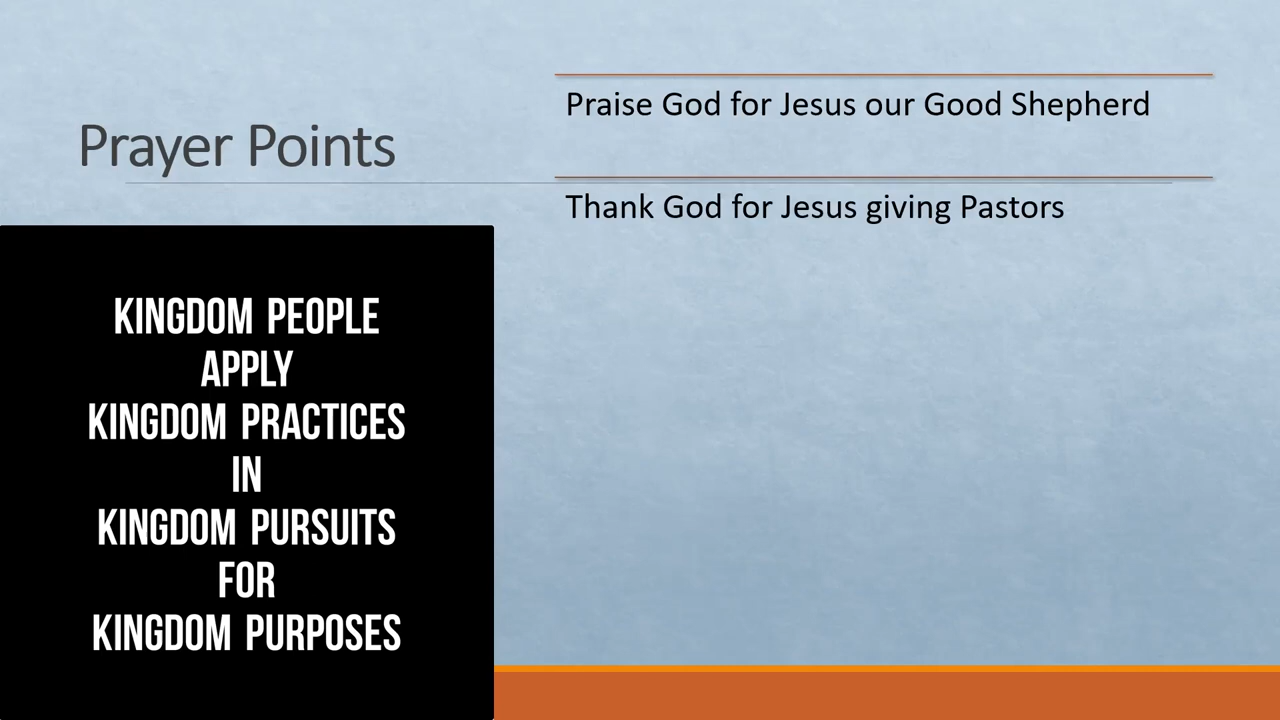 Prayer Points
Praise God for Jesus our Good Shepherd
Thank God for Jesus giving Pastors
KINGDOM PEOPLE
APPLY
KINGDOM PRACTICES
IN
KINGDOM PURSUITS
FOR
KINGDOM PURPOSES